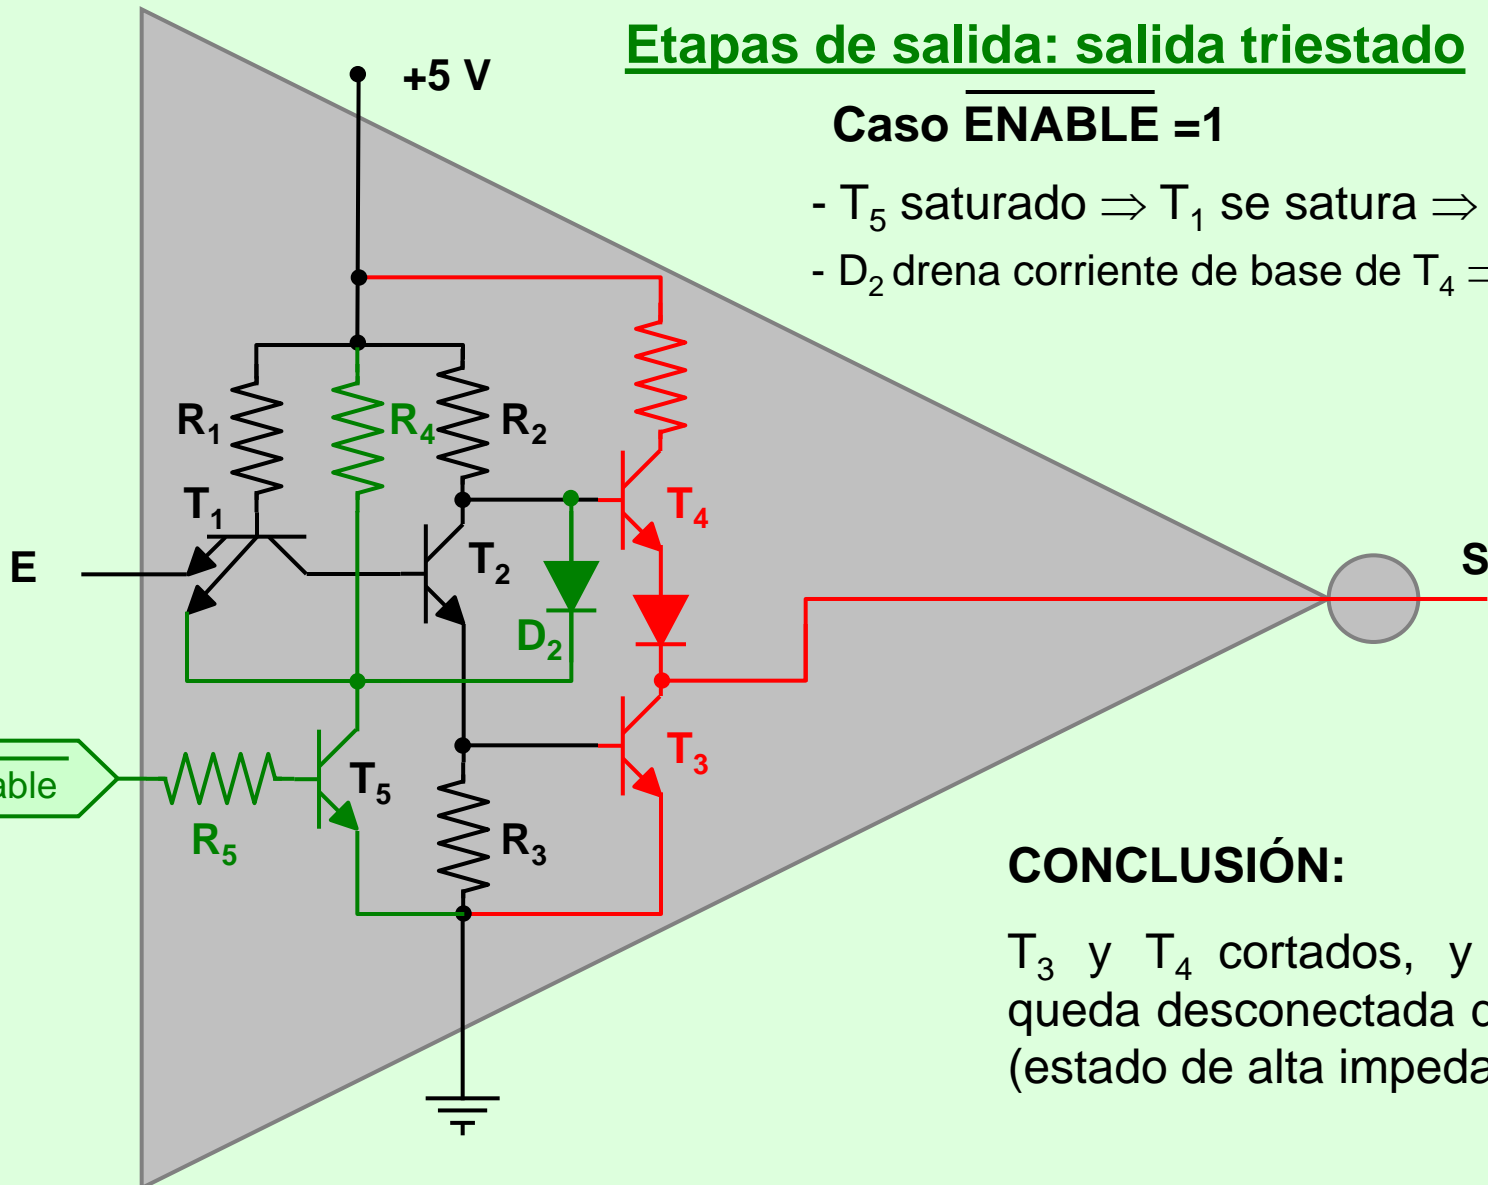 Etapas de salida: salida triestado
+5 V
Caso ENABLE =1
- T5 saturado ⇒ T1 se satura ⇒
- D2 drena corriente de base de T4
R1
R4
R2
T1
T4
E
T2
S
D2
T3
able
T5
R5
R3
CONCLUSIÓN:
T3 y T4 cortados, y
queda desconectada
(estado de alta